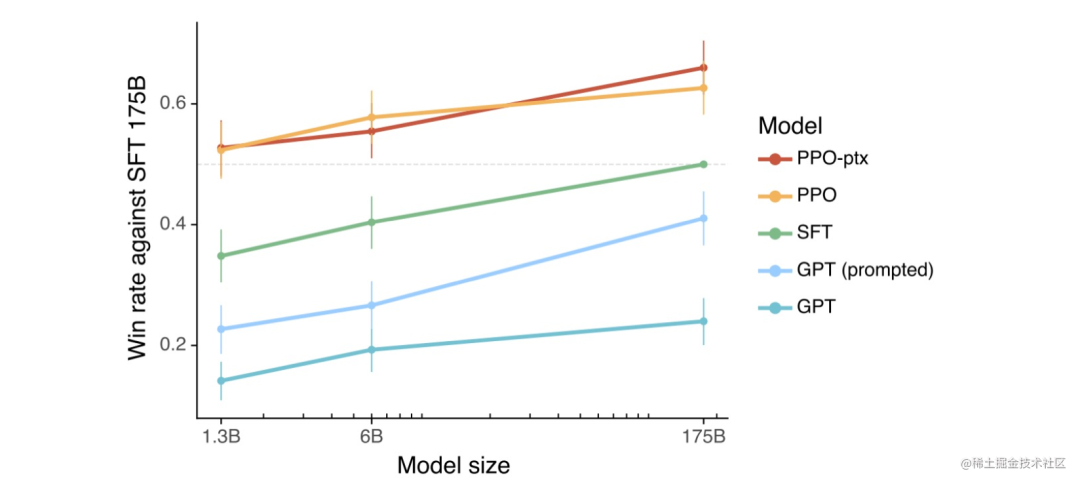 Win rate against SFT 175B
0.6
0.4
0.2
1.3B
6B
175B
Model size
Model
PPO-ptx
PPO
SFT
GPT (prompted)
GPT
@稀土掘金技术社区